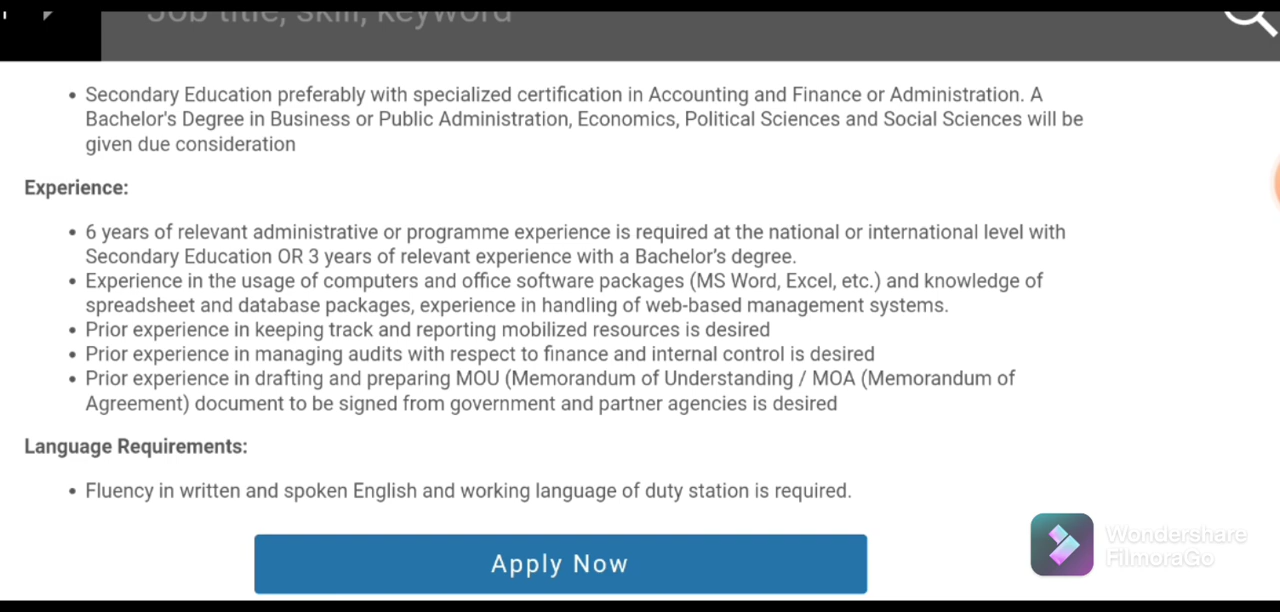 Job title, skill, keyword
• Secondary Education preferably with specialized certification in Accounting and Finance or Administration. A
Bachelor's Degree in Business or Public Administration, Economics, Political Sciences and Social Sciences will be
given due consideration
Experience:
• 6 years of relevant administrative or programme experience is required at the national or international level with
Secondary Education OR 3 years of relevant experience with a Bachelor's degree.
• Experience in the usage of computers and office software packages (MS Word, Excel, etc.) and knowledge of
spreadsheet and database packages, experience in handling of web-based management systems.
• Prior experience in keeping track and reporting mobilized resources is desired
• Prior experience in managing audits with respect to finance and internal control is desired
• Prior experience in drafting and preparing MOU (Memorandum of Understanding / MOA (Memorandum of
Agreement) document to be signed from government and partner agencies is desired
Language Requirements:
• Fluency in written and spoken English and working language of duty station is required.
Apply Now
Wondershare
FilmoraGo